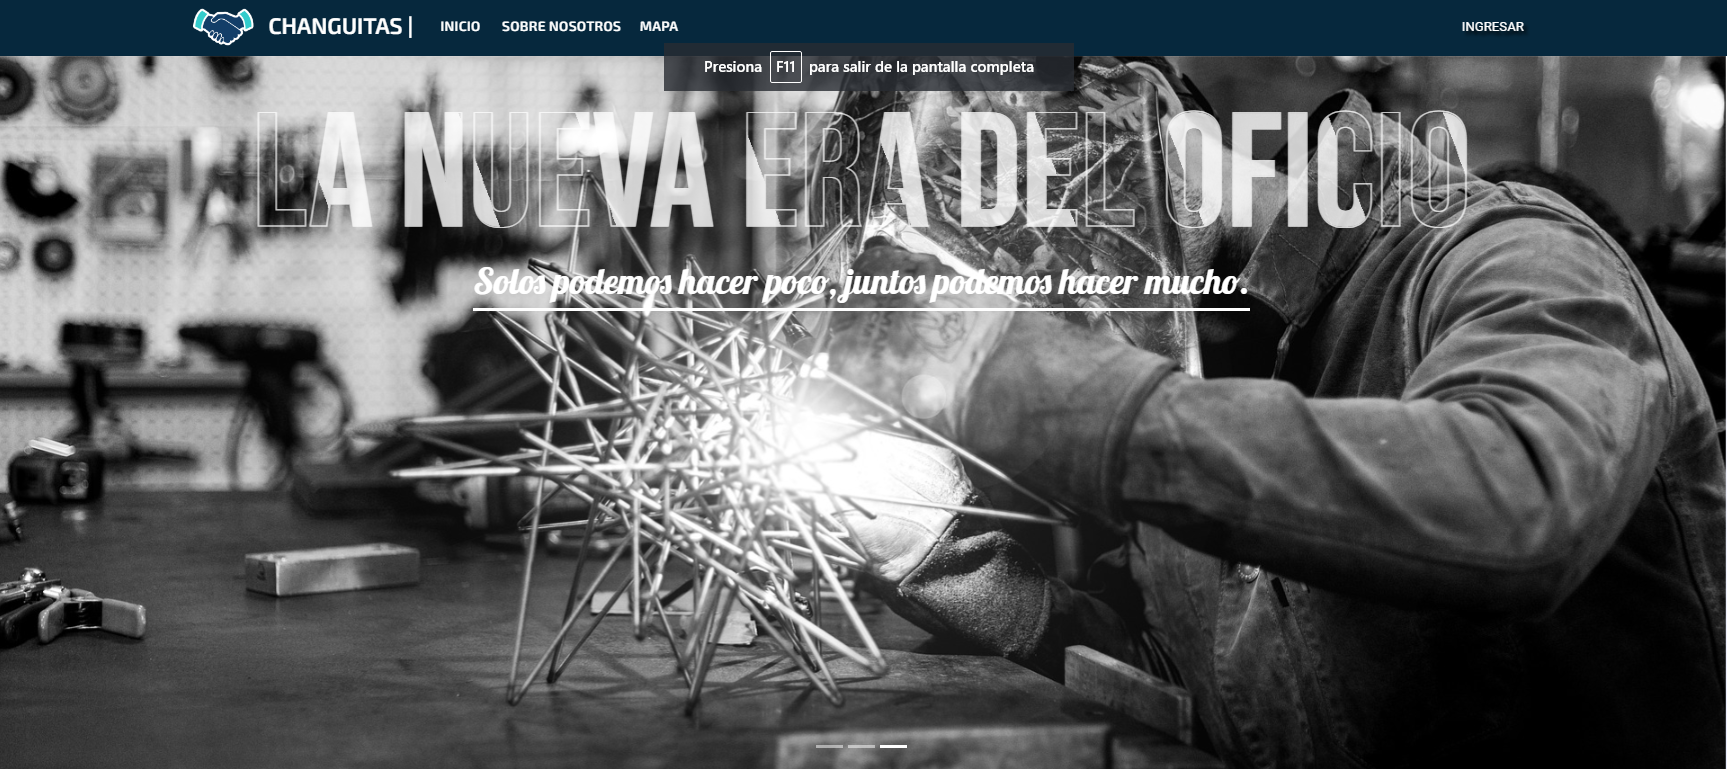 CHANGUITAS | INICIO SOBRE NOSOTROS MAPA INGRESAR
Presiona F11 para salir de la pantalla completa
LA NUEVA ERA DEL OFICIO
Solos podemos hacer poco, juntos podemos hacer mucho.